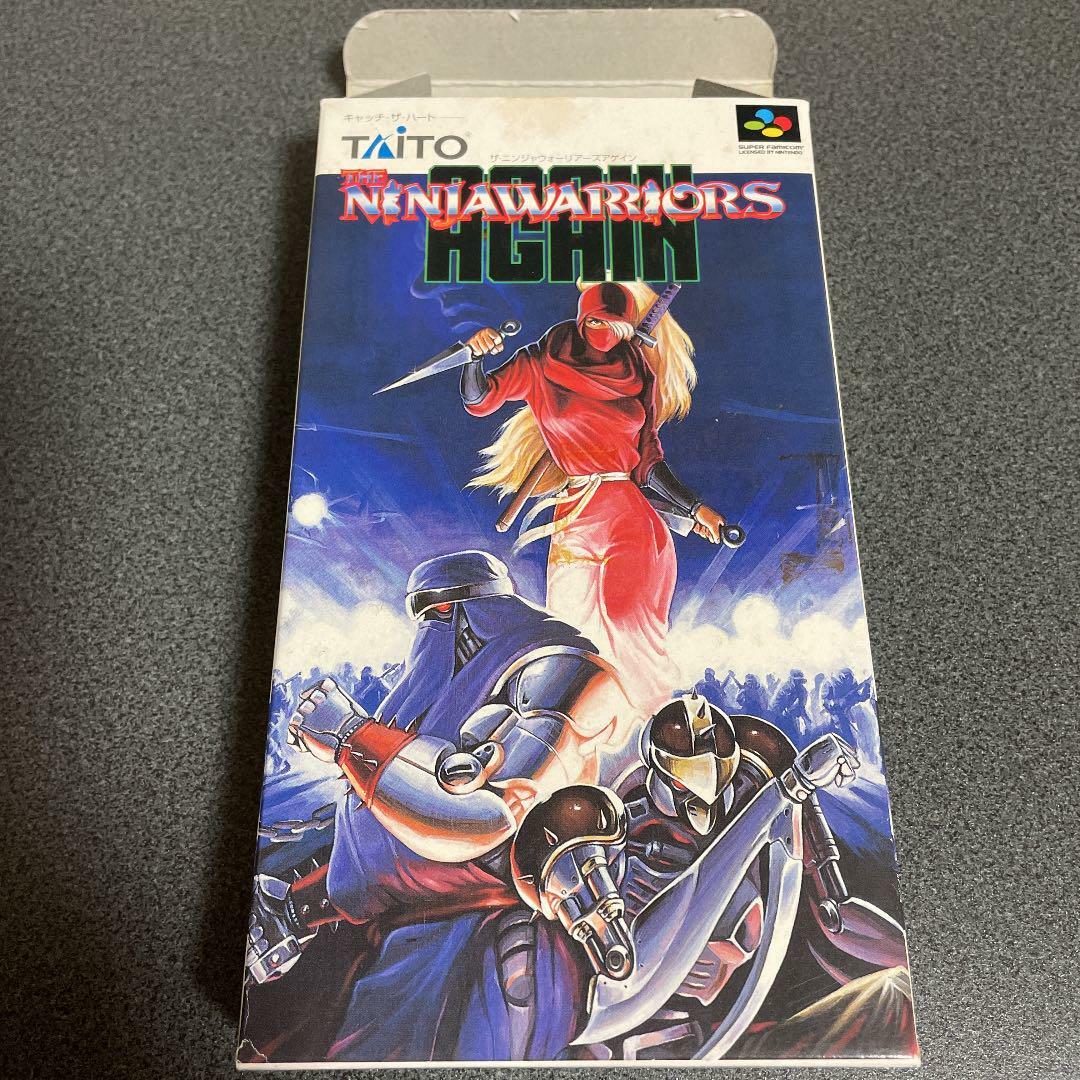 キャッチ・ザ・ハート
TAiTO
SUPER FAMICOM
LICENSED BY NINTENDO
ザ・ニンジャウォーリアーズアゲイン
THE
NINJAWARRIORS
AGAIN